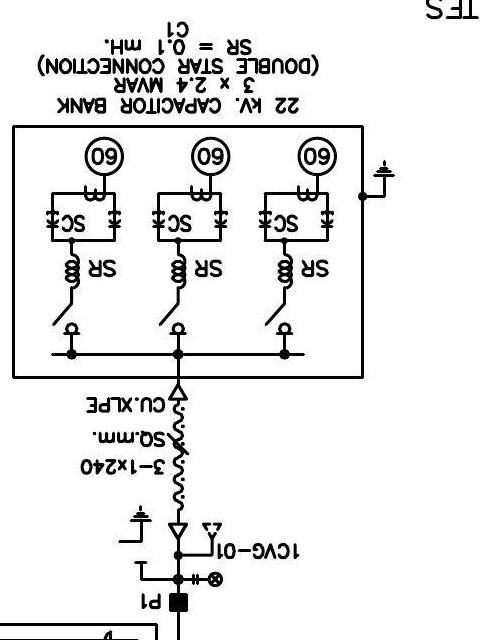 P1
1CVG-01
3-1x240
SQ.mm.
CU.XLPE
SR SR SR
SC SC SC
60 60 60
22 kV. CAPACITOR BANK
3 x 2.4 MVAR
(DOUBLE STAR CONNECTION)
SR = 0.1 mH.
C1
TES